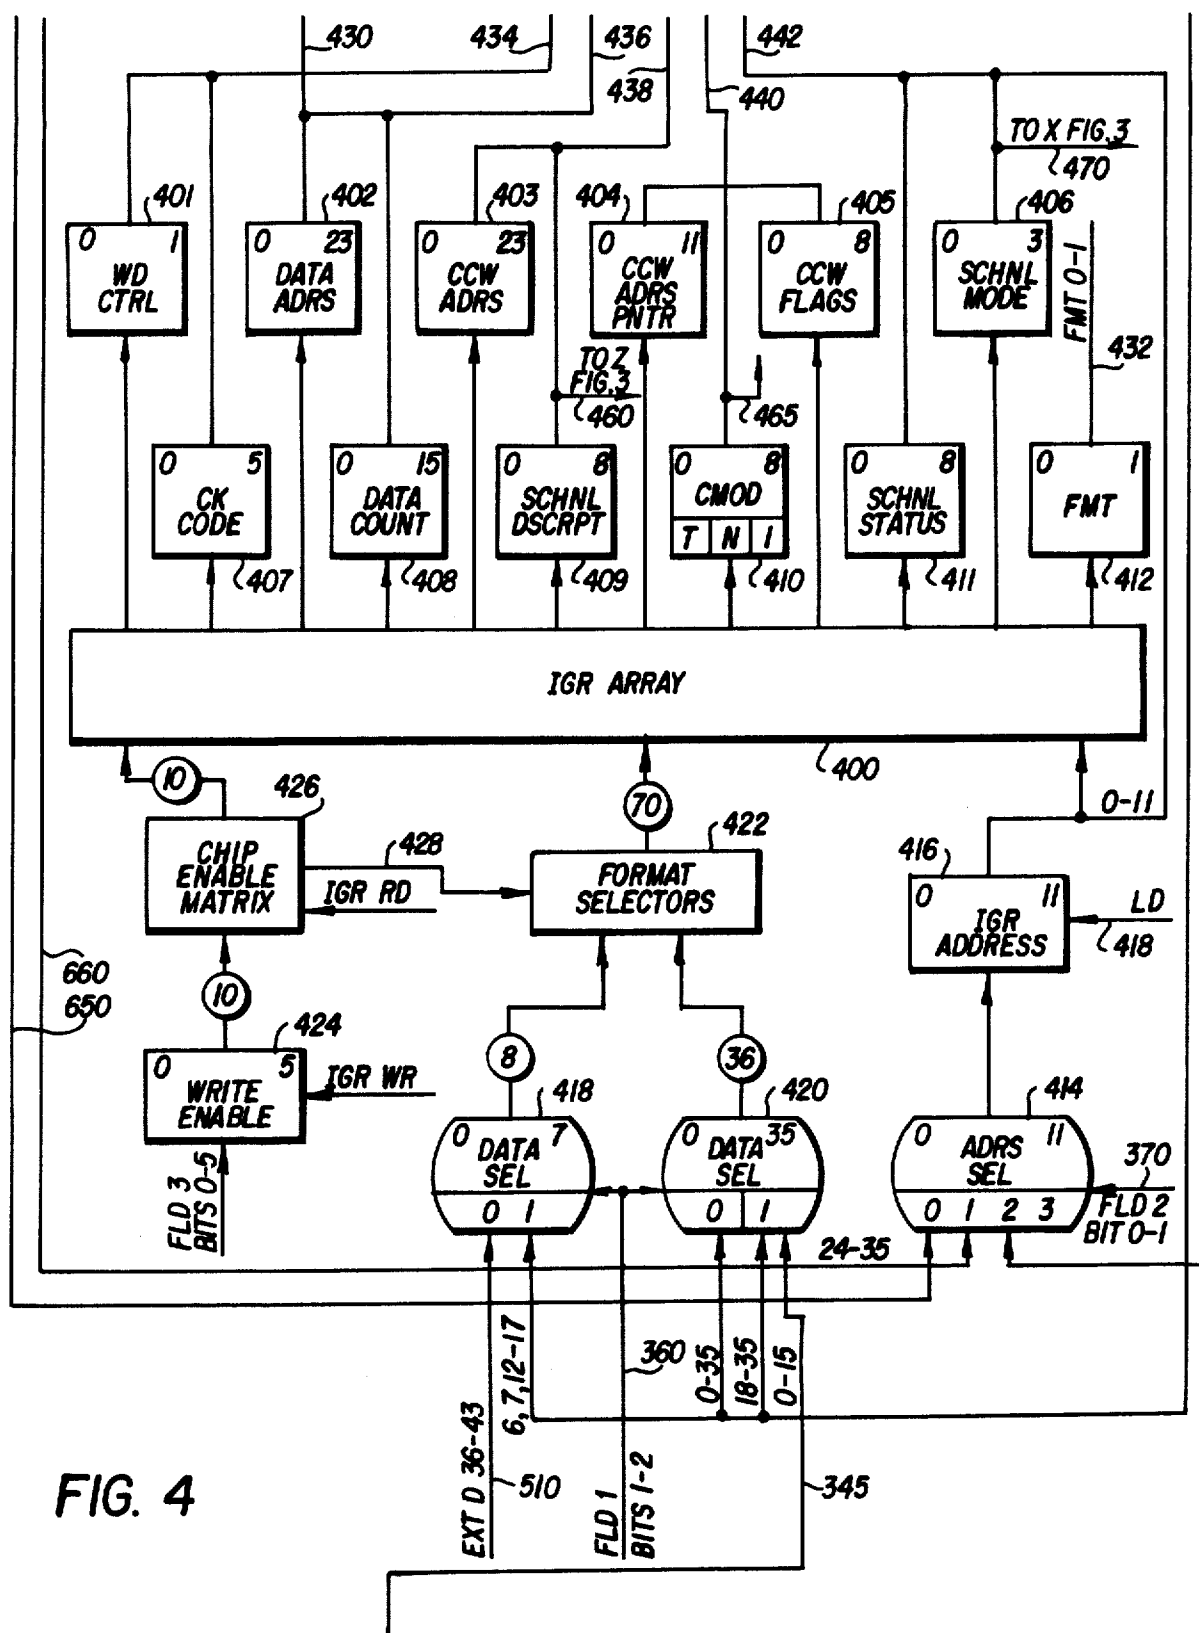 430
434
436
438
440
442
TO X FIG. 3
470
401
402
403
404
405
406
0 1
WD
CTRL
0 23
DATA
ADRS
0 23
CCW
ADRS
0 11
CCW
ADRS
PNTR
0 8
CCW
FLAGS
0 3
SCHNL
MODE
FMT 0-1
432
TO Z
FIG. 3
460
465
0 5
CK
CODE
407
0 15
DATA
COUNT
408
0 8
SCHNL
DSCRPT
409
0 8
CMOD
T N I
410
0 8
SCHNL
STATUS
411
0 1
FMT
412
IGR ARRAY
400
10
70
0-11
426
CHIP
ENABLE
MATRIX
428
IGR RD
422
FORMAT
SELECTORS
416
0 11
IGR
ADDRESS
LD
418
660
650
10
424
0 5
WRITE
ENABLE
IGR WR
FLD 3
BITS 0-5
8
36
418
0 7
DATA
SEL
0 1
420
0 35
DATA
SEL
0 1
414
0 11
ADRS
SEL
0 1 2 3
370
FLD 2
BIT 0-1
24-35
6, 7, 12-17
360
0-35
18-35
0-15
EXT D 36-43
510
FLD 1
BITS 1-2
345
FIG. 4